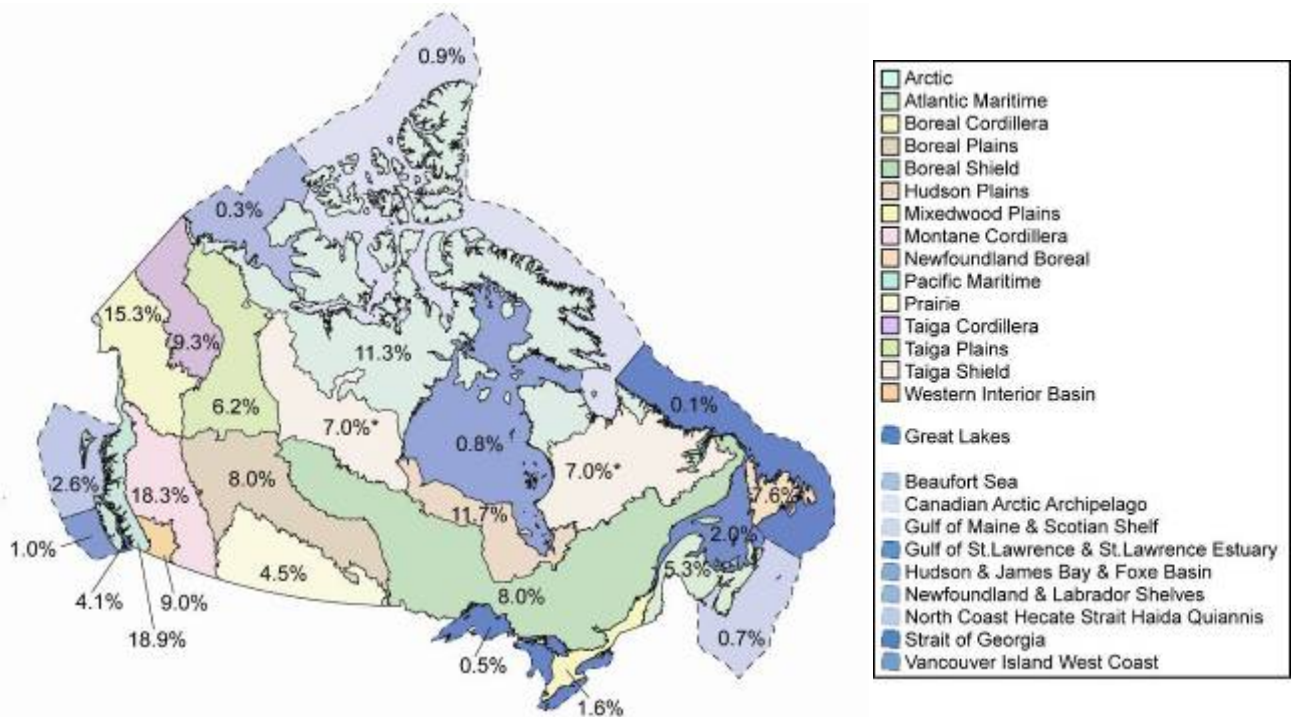 0.9%
0.3%
15.3%
9.3%
11.3%
6.2%
7.0%*
0.8%
7.0%*
0.1%
2.6%
18.3%
8.0%
11.7%
7.6%
2.0%
1.0%
4.5%
5.3%
4.1%
9.0%
8.0%
18.9%
0.5%
0.7%
1.6%
Arctic
Atlantic Maritime
Boreal Cordillera
Boreal Plains
Boreal Shield
Hudson Plains
Mixedwood Plains
Montane Cordillera
Newfoundland Boreal
Pacific Maritime
Prairie
Taiga Cordillera
Taiga Plains
Taiga Shield
Western Interior Basin
Great Lakes
Beaufort Sea
Canadian Arctic Archipelago
Gulf of Maine & Scotian Shelf
Gulf of St.Lawrence & St.Lawrence Estuary
Hudson & James Bay & Foxe Basin
Newfoundland & Labrador Shelves
North Coast Hecate Strait Haida Quiannis
Strait of Georgia
Vancouver Island West Coast